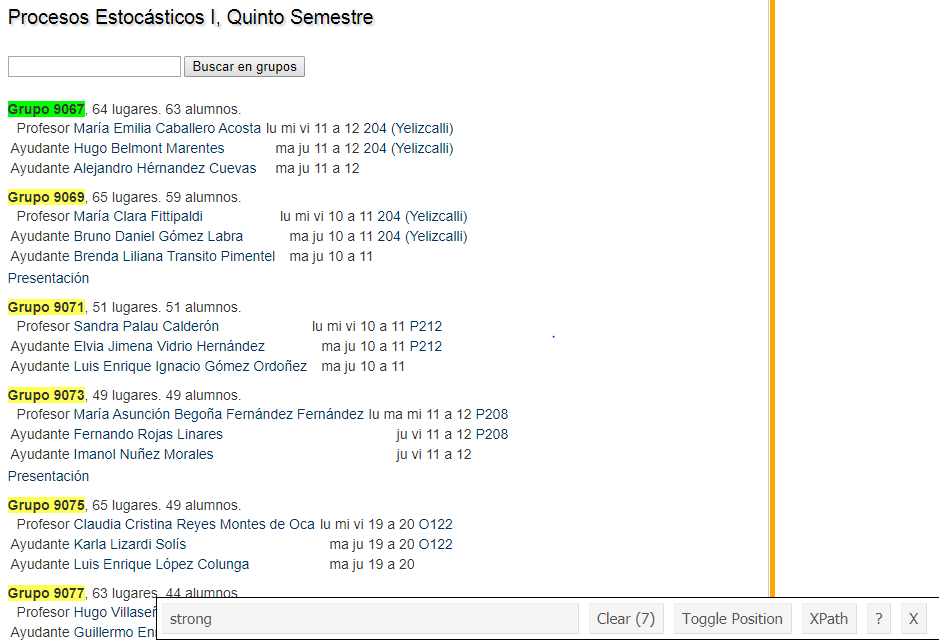 Procesos Estocásticos I, Quinto Semestre
Buscar en grupos
Grupo 9067, 64 lugares. 63 alumnos.
Profesor María Emilia Caballero Acosta lu mi vi 11 a 12 204 (Yelizcalli)
Ayudante Hugo Belmont Marentes ma ju 11 a 12 204 (Yelizcalli)
Ayudante Alejandro Hérnandez Cuevas ma ju 11 a 12
Grupo 9069, 65 lugares. 59 alumnos.
Profesor María Clara Fittipaldi lu mi vi 10 a 11 204 (Yelizcalli)
Ayudante Bruno Daniel Gómez Labra ma ju 10 a 11 204 (Yelizcalli)
Ayudante Brenda Liliana Transito Pimentel ma ju 10 a 11
Presentación
Grupo 9071, 51 lugares. 51 alumnos.
Profesor Sandra Palau Calderón lu mi vi 10 a 11 P212
Ayudante Elvia Jimena Vidrio Hernández ma ju 10 a 11 P212
Ayudante Luis Enrique Ignacio Gómez Ordoñez ma ju 10 a 11
Grupo 9073, 49 lugares. 49 alumnos.
Profesor María Asunción Begoña Fernández Fernández lu ma mi 11 a 12 P208
Ayudante Fernando Rojas Linares ju vi 11 a 12 P208
Ayudante Imanol Nuñez Morales ju vi 11 a 12
Presentación
Grupo 9075, 65 lugares. 49 alumnos.
Profesor Claudia Cristina Reyes Montes de Oca lu mi vi 19 a 20 O122
Ayudante Karla Lizardi Solís ma ju 19 a 20 O122
Ayudante Luis Enrique López Colunga ma ju 19 a 20
Grupo 9077, 63 lugares. 44 alumnos
Profesor Hugo
Ayudante Guillermo
strong Clear (7) Toggle Position XPath ? X